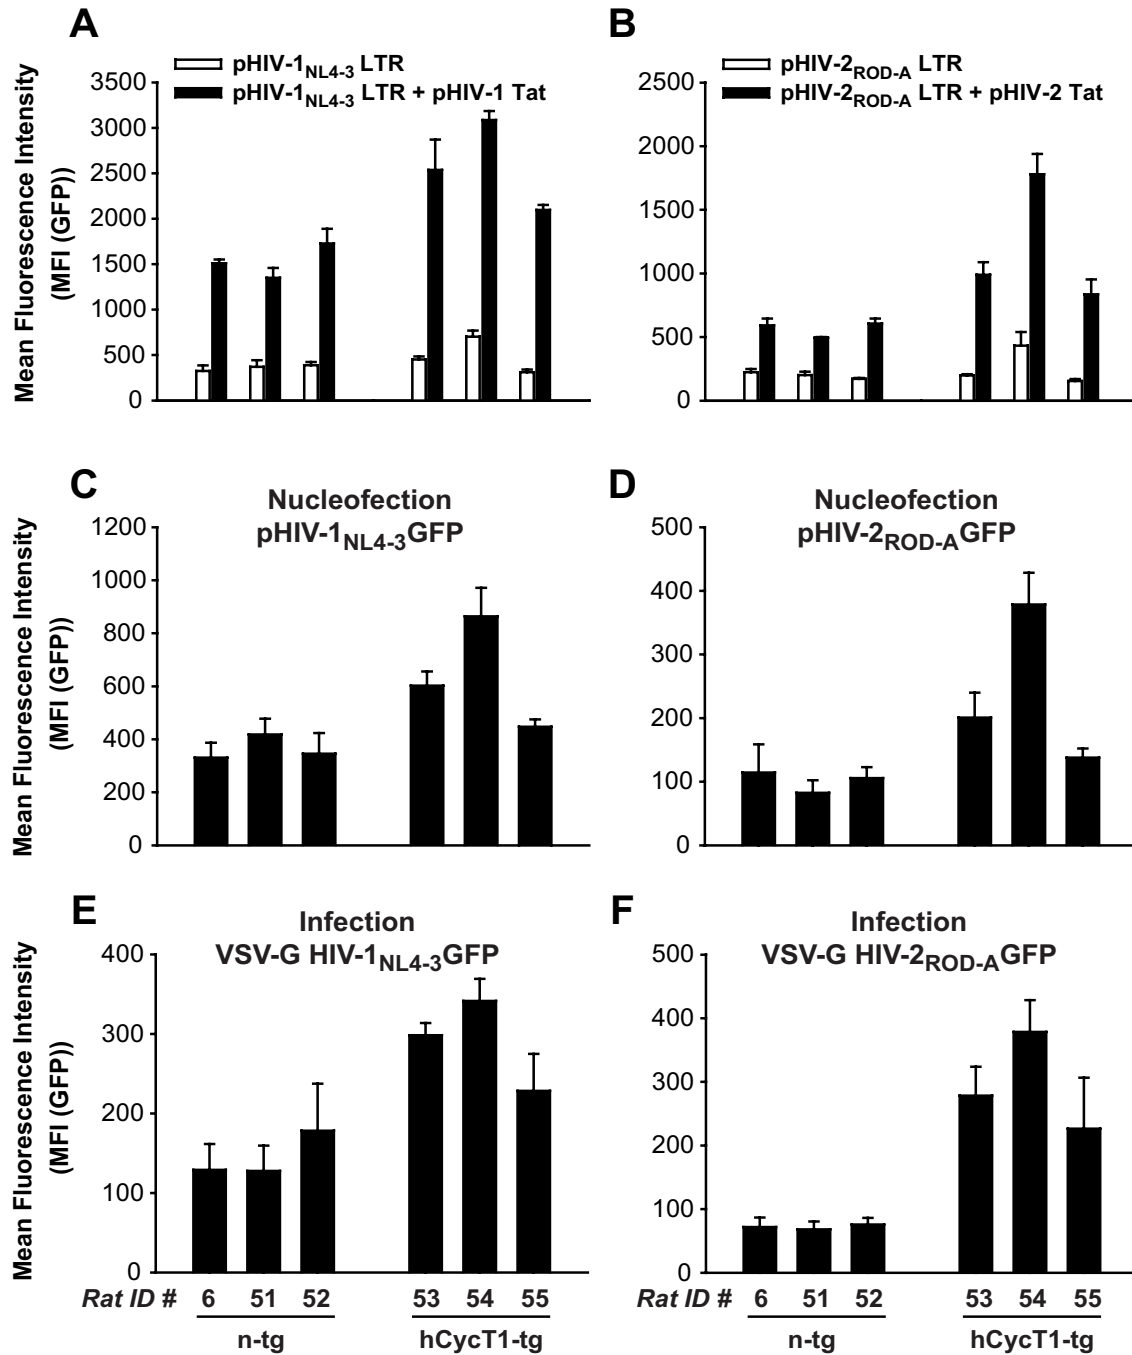 A
pHIV-1NL4-3 LTR
pHIV-1NL4-3 LTR + pHIV-1 Tat
Mean Fluorescence Intensity
(MFI (GFP))
3500
3000
2500
2000
1500
1000
500
0
B
pHIV-2ROD-A LTR
pHIV-2ROD-A LTR + pHIV-2 Tat
2500
2000
1500
1000
500
0
C
Nucleofection
pHIV-1NL4-3GFP
Mean Fluorescence Intensity
(MFI (GFP))
1200
1000
800
600
400
200
0
D
Nucleofection
pHIV-2ROD-AGFP
500
400
300
200
100
0
E
Infection
VSV-G HIV-1NL4-3GFP
Mean Fluorescence Intensity
(MFI (GFP))
400
300
200
100
0
Rat ID # 6 51 52 53 54 55
n-tg hCycT1-tg
F
Infection
VSV-G HIV-2ROD-AGFP
500
400
300
200
100
0
Rat ID # 6 51 52 53 54 55
n-tg hCycT1-tg